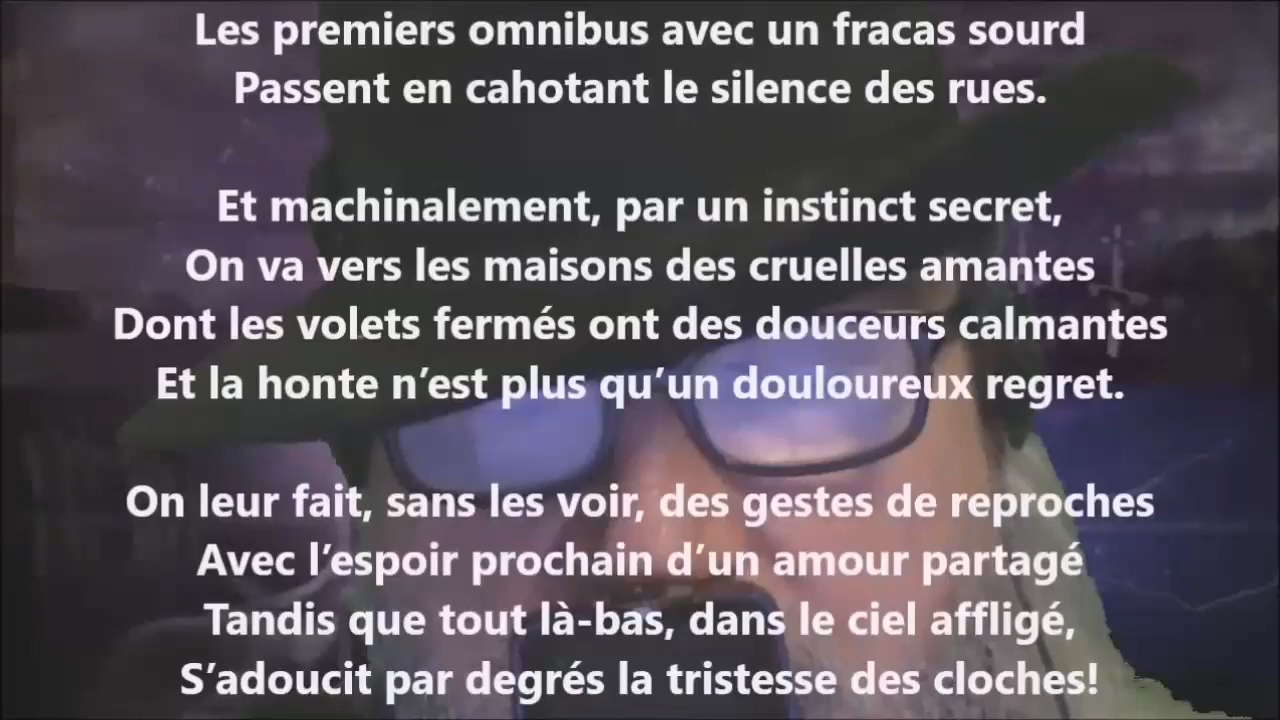 Les premiers omnibus avec un fracas sourd
Passent en cahotant le silence des rues.
Et machinalement, par un instinct secret,
On va vers les maisons des cruelles amantes
Dont les volets fermés ont des douceurs calmantes
Et la honte n’est plus qu’un douloureux regret.
On leur fait, sans les voir, des gestes de reproches
Avec l’espoir prochain d’un amour partagé
Tandis que tout là-bas, dans le ciel affligé,
S’adoucit par degrés la tristesse des cloches!